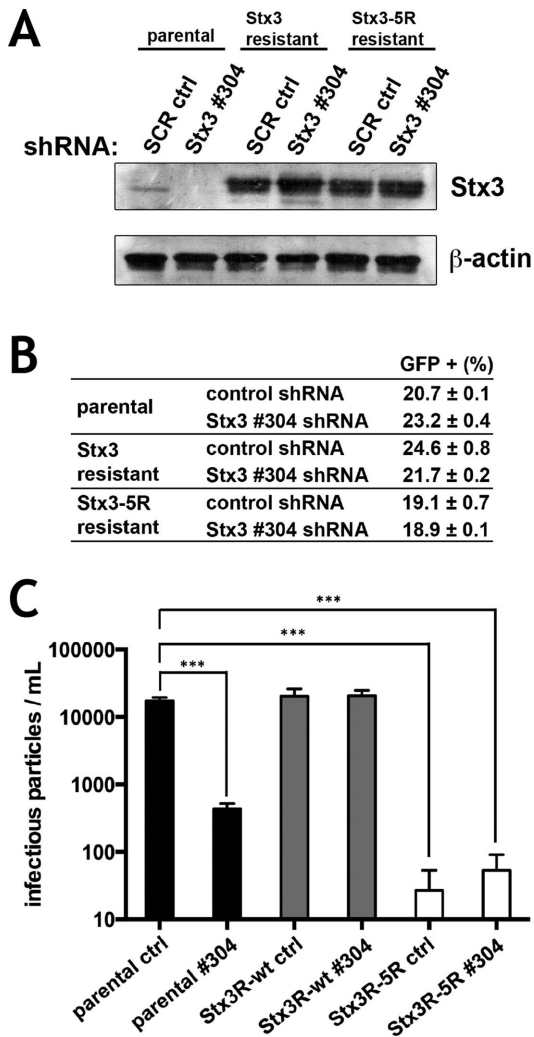 A
parental
Stx3
resistant
Stx3-5R
resistant
shRNA:
SCR ctrl
Stx3 #304
SCR ctrl
Stx3 #304
SCR ctrl
Stx3 #304
Stx3
β-actin
B
GFP + (%)
parental
control shRNA 20.7 ± 0.1
Stx3 #304 shRNA 23.2 ± 0.4
Stx3
resistant
control shRNA 24.6 ± 0.8
Stx3 #304 shRNA 21.7 ± 0.2
Stx3-5R
resistant
control shRNA 19.1 ± 0.7
Stx3 #304 shRNA 18.9 ± 0.1
C
***
***
***
infectious particles / mL
100000
10000
1000
100
10
parental ctrl
parental #304
Stx3R-wt ctrl
Stx3R-wt #304
Stx3R-5R ctrl
Stx3R-5R #304